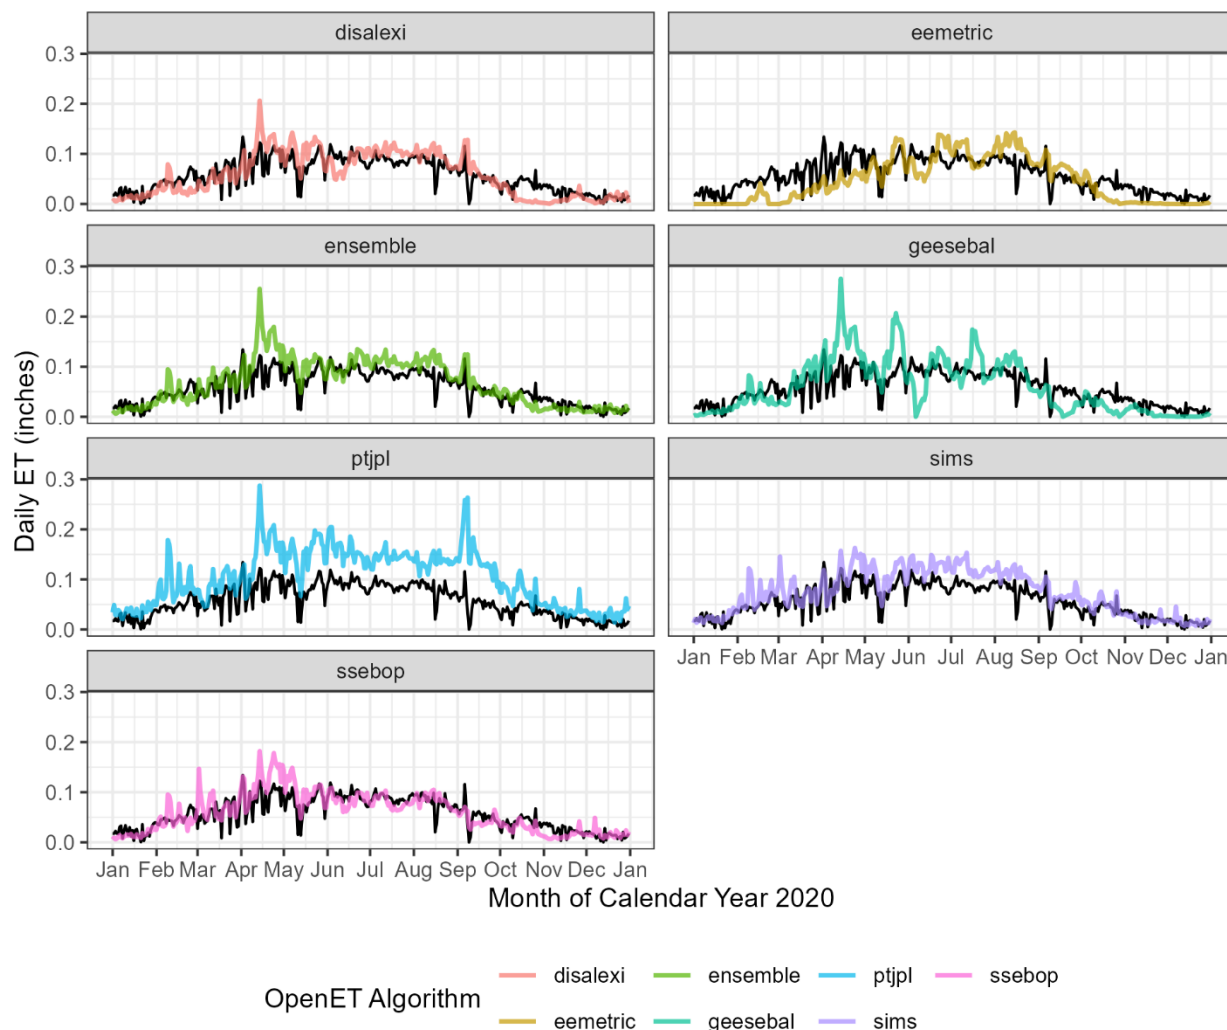 disalexi
eemetric
0.3
0.2
0.1
0.0
ensemble
geesebal
0.3
0.2
0.1
0.0
ptjpl
sims
0.3
0.2
0.1
0.0
Jan Feb Mar Apr May Jun Jul Aug Sep Oct Nov Dec Jan
ssebop
0.3
0.2
0.1
0.0
Jan Feb Mar Apr May Jun Jul Aug Sep Oct Nov Dec Jan
Daily ET (inches)
Month of Calendar Year 2020
OpenET Algorithm
disalexi ensemble ptjpl ssebop
eemetric geesebal sims